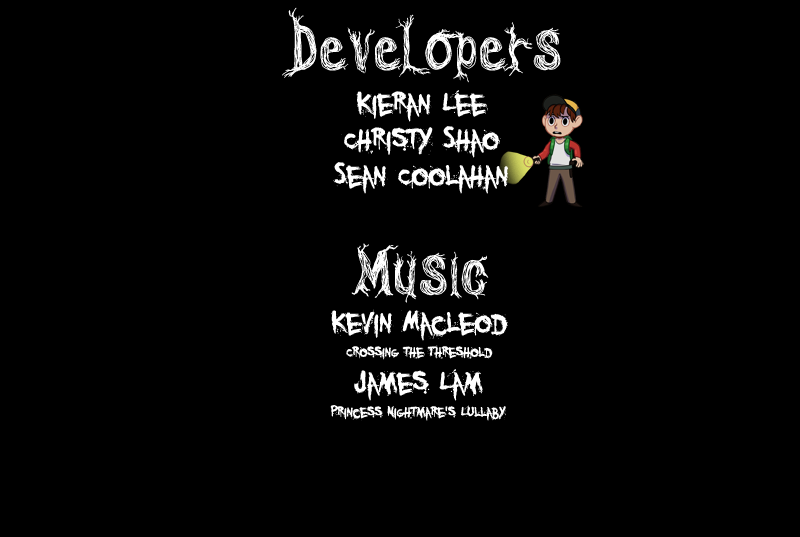 Developers
KIERAN LEE
CHRISTY SHAO
SEAN COOLAHAN
Music
KEVIN MACLEOD
CROSSING THE THRESHOLD
JAMES LAM
PRINCESS NIGHTMARE'S LULLABY